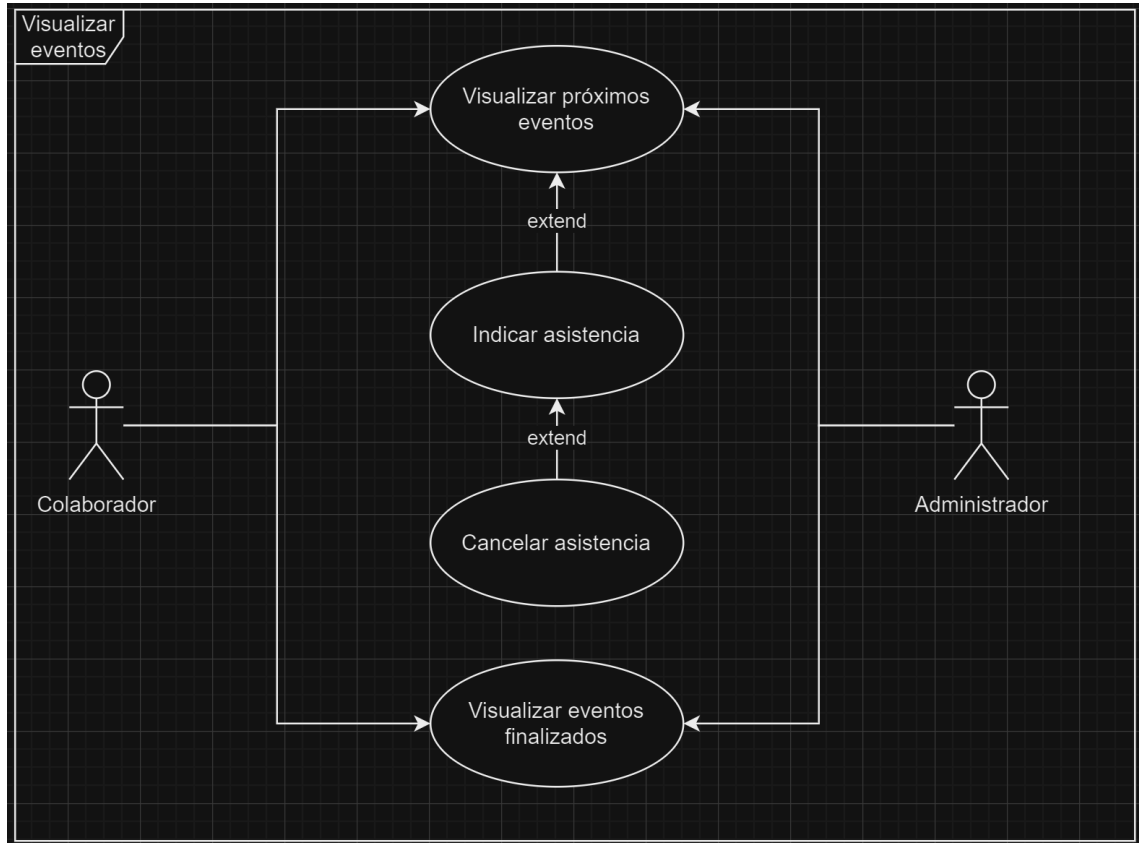 Visualizar
eventos
Visualizar próximos
eventos
extend
Indicar asistencia
extend
Colaborador
Administrador
Cancelar asistencia
Visualizar eventos
finalizados